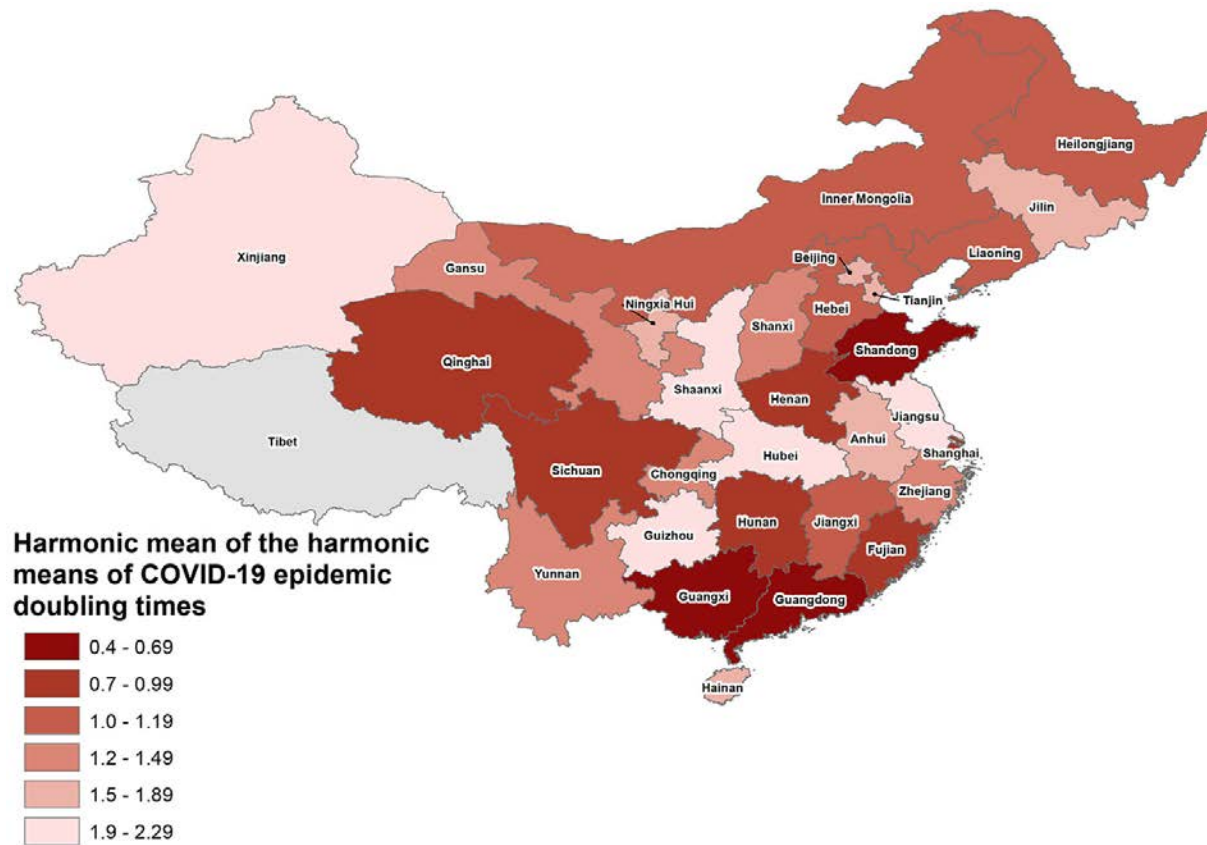 Heilongjiang
Inner Mongolia
Jilin
Xinjiang
Beijing
Liaoning
Gansu
Ningxia Hui
Tianjin
Hebei
Shanxi
Shandong
Qinghai
Shaanxi
Henan
Jiangsu
Tibet
Anhui
Hubei
Shanghai
Sichuan
Chongqing
Zhejiang
Hunan
Jiangxi
Guizhou
Fujian
Yunnan
Guangxi
Guangdong
Hainan
Harmonic mean of the harmonic
means of COVID-19 epidemic
doubling times
0.4 - 0.69
0.7 - 0.99
1.0 - 1.19
1.2 - 1.49
1.5 - 1.89
1.9 - 2.29